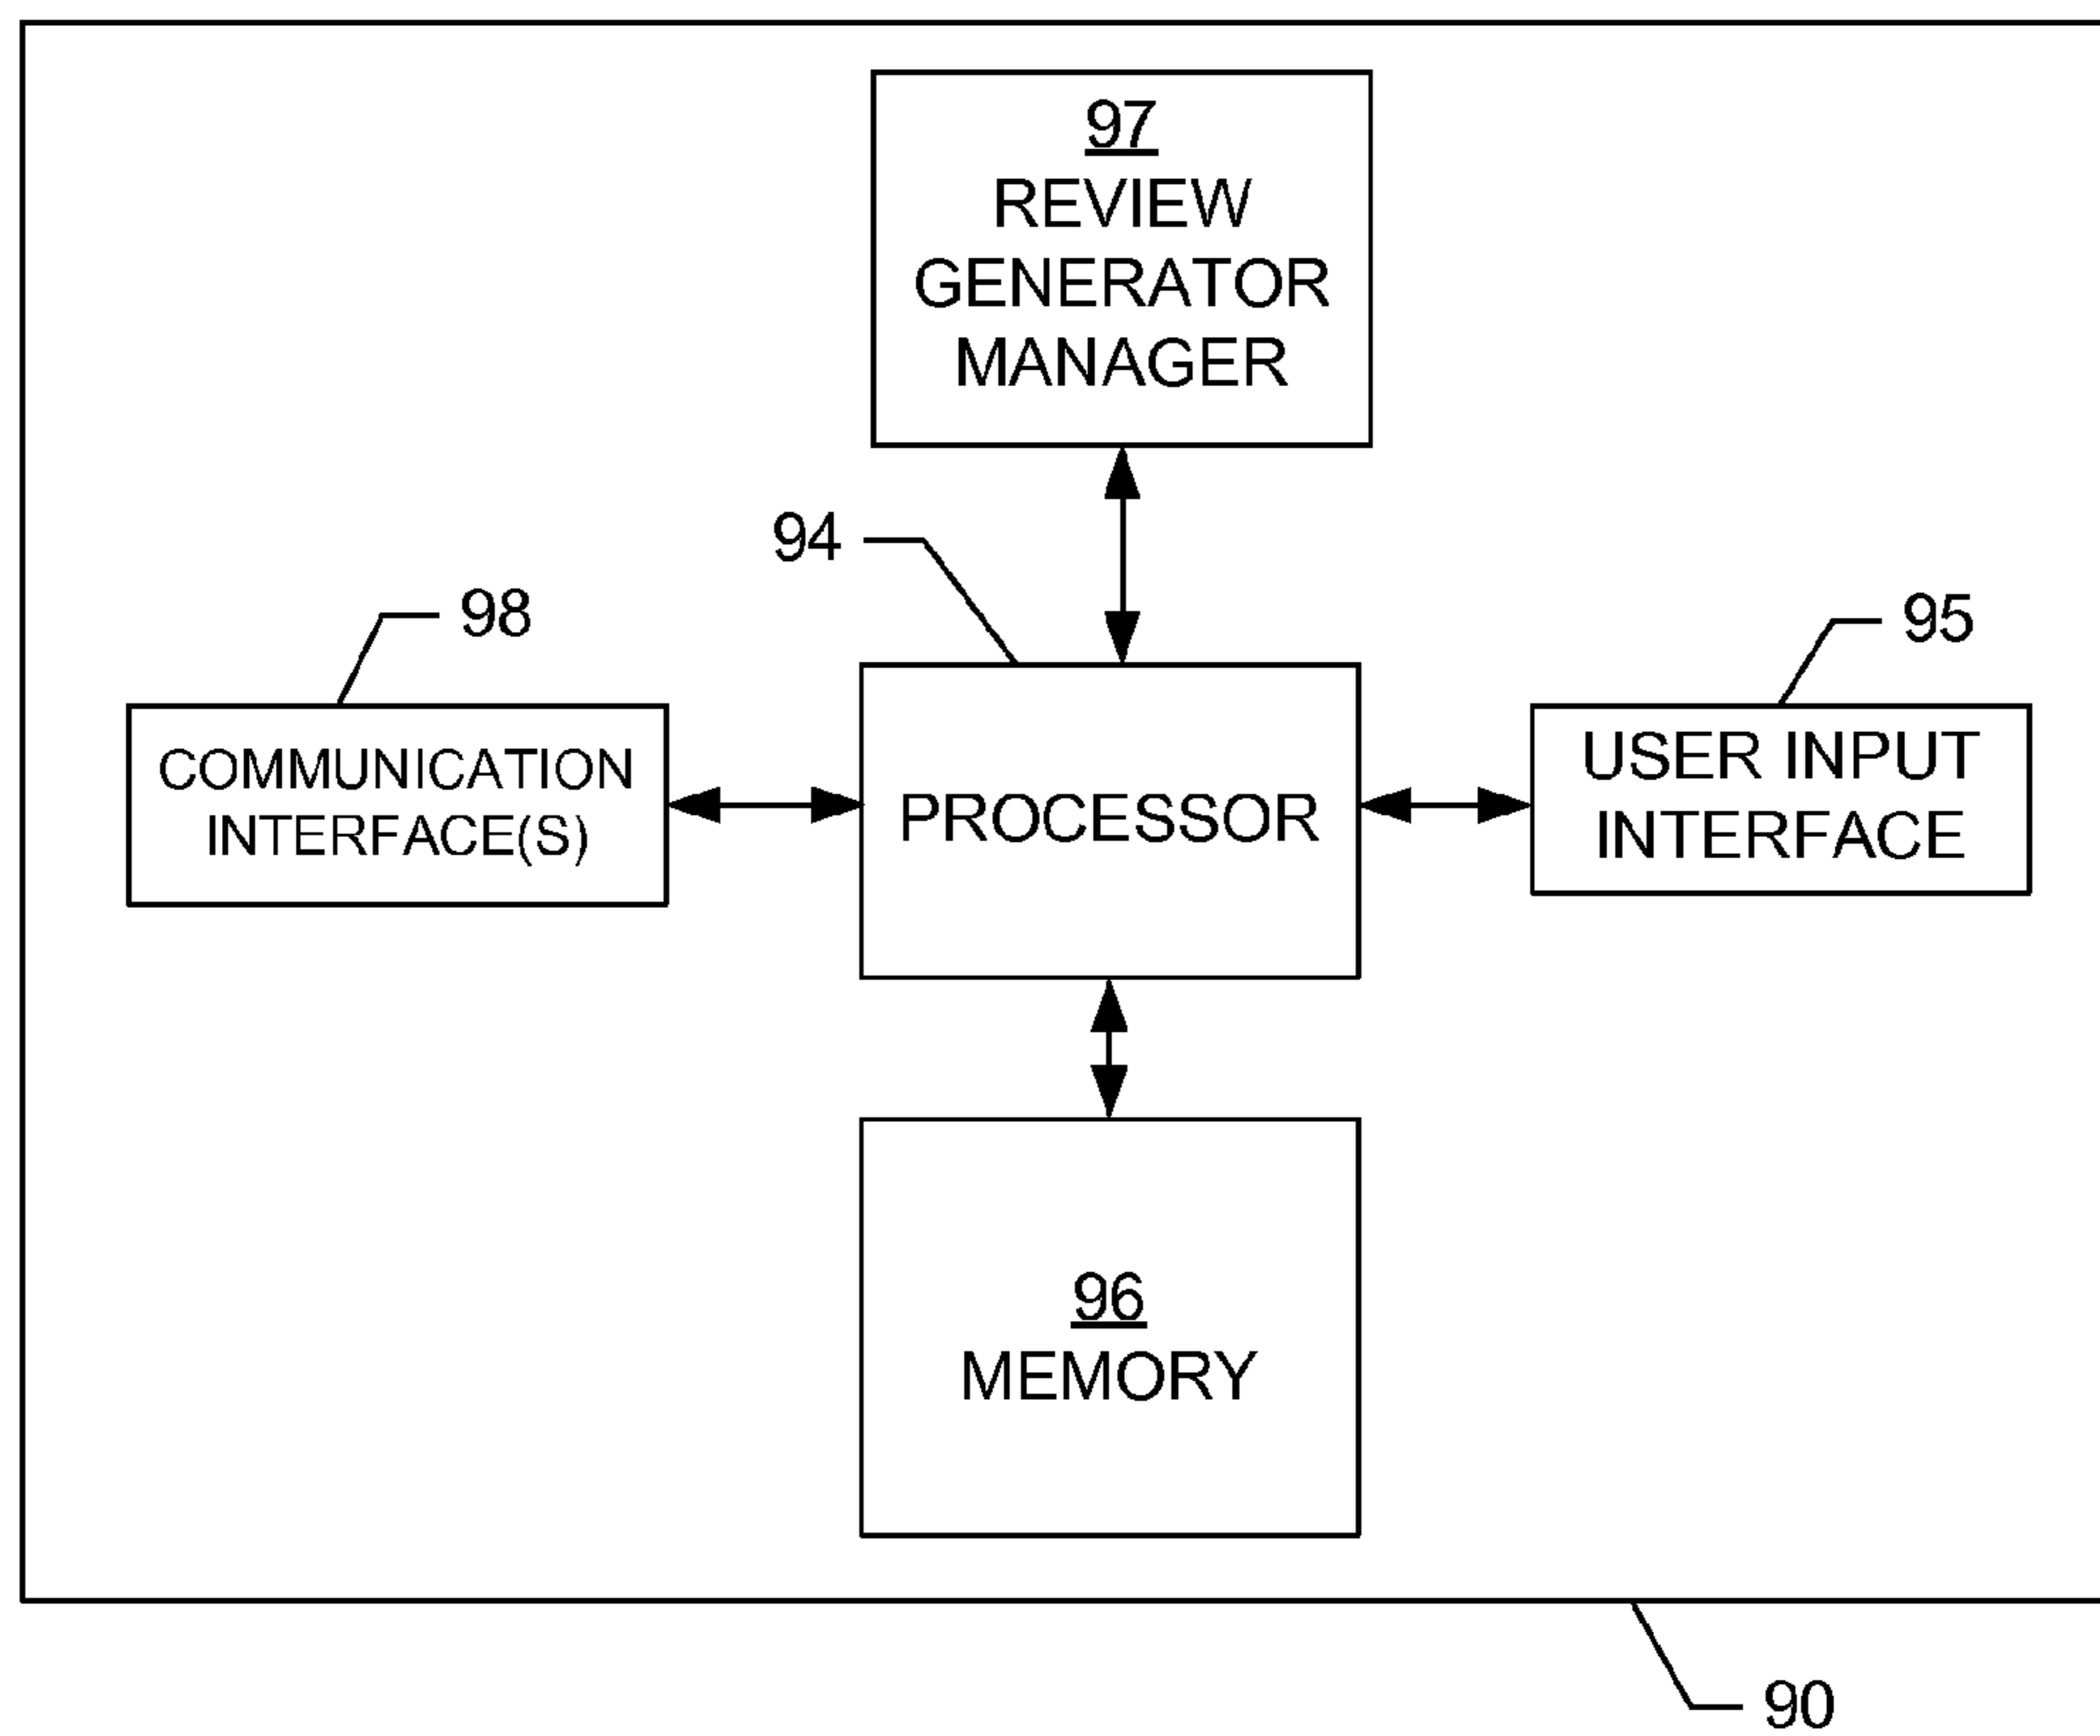 97
REVIEW
GENERATOR
MANAGER
94
98
95
COMMUNICATION
INTERFACE(S)
PROCESSOR
USER INPUT
INTERFACE
96
MEMORY
90